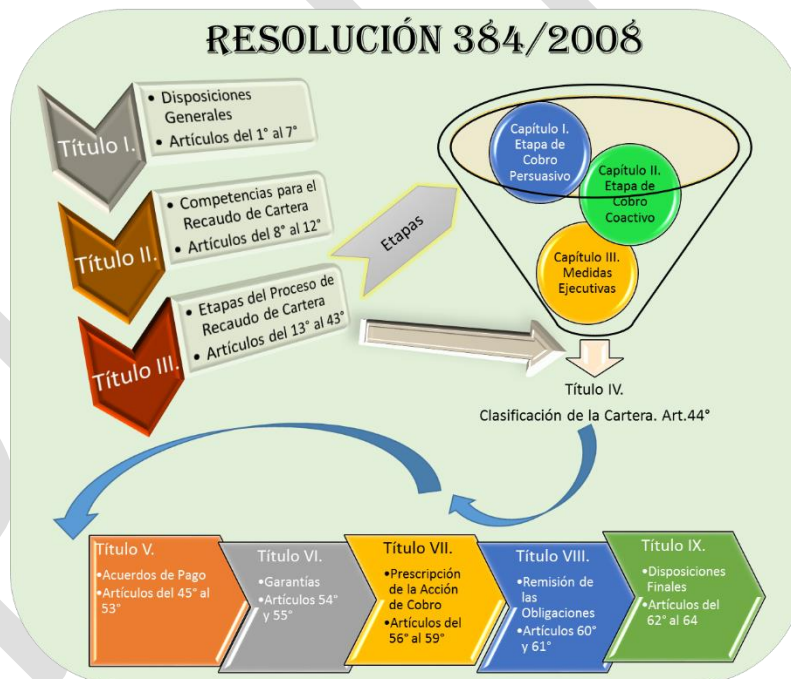 RESOLUCIÓN 384/2008
Título I.
• Disposiciones
Generales
• Artículos del 1° al 7°
Título II.
• Competencias para el
Recaudo de Cartera
• Artículos del 8° al 12°
Título III.
• Etapas del Proceso de
Recaudo de Cartera
• Artículos del 13° al 43°
Etapas
Capítulo I.
Etapa de
Cobro
Persuasivo
Capítulo II.
Etapa de
Cobro
Coactivo
Capítulo III.
Medidas
Ejecutivas
Título IV.
Clasificación de la Cartera. Art.44°
Título V.
•Acuerdos de Pago
•Artículos del 45° al
53°
Título VI.
•Garantías
•Artículos 54°
y 55°
Título VII.
•Prescripción
de la Acción
de Cobro
•Artículos del
56° al 59°
Título VIII.
•Remisión de
las
Obligaciones
•Artículos 60°
y 61°
Título IX.
•Disposiciones
Finales
•Artículos del
62° al 64